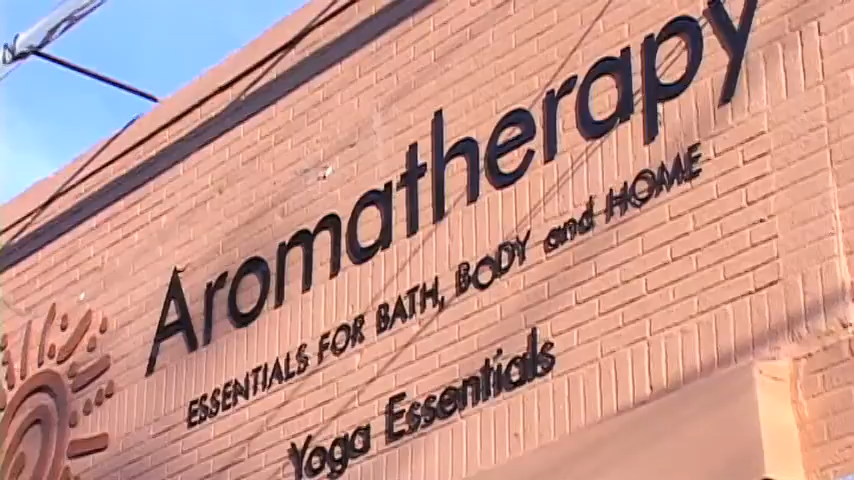 Aromatherapy
ESSENTIALS FOR BATH, BODY and HOME
Yoga Essentials